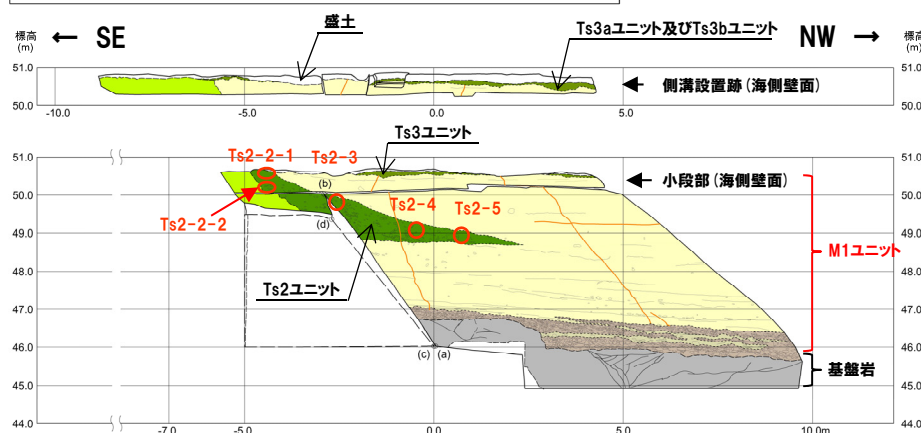 標高
(m)
← SE
盛土
Ts3aユニット及びTs3bユニット
NW →
標高
(m)
51.0
50.0
51.0
50.0
側溝設置跡(海側壁面)
-10.0
-5.0
0.0
5.0
Ts3ユニット
51.0
50.0
49.0
48.0
47.0
46.0
45.0
44.0
Ts2-2-1
Ts2-3
(b)
小段部(海側壁面)
Ts2-2-2
(d)
Ts2-4
Ts2-5
M1ユニット
Ts2ユニット
(c)
(a)
基盤岩
51.0
50.0
49.0
48.0
47.0
46.0
45.0
44.0
-7.0
-5.0
0.0
5.0
10.0m